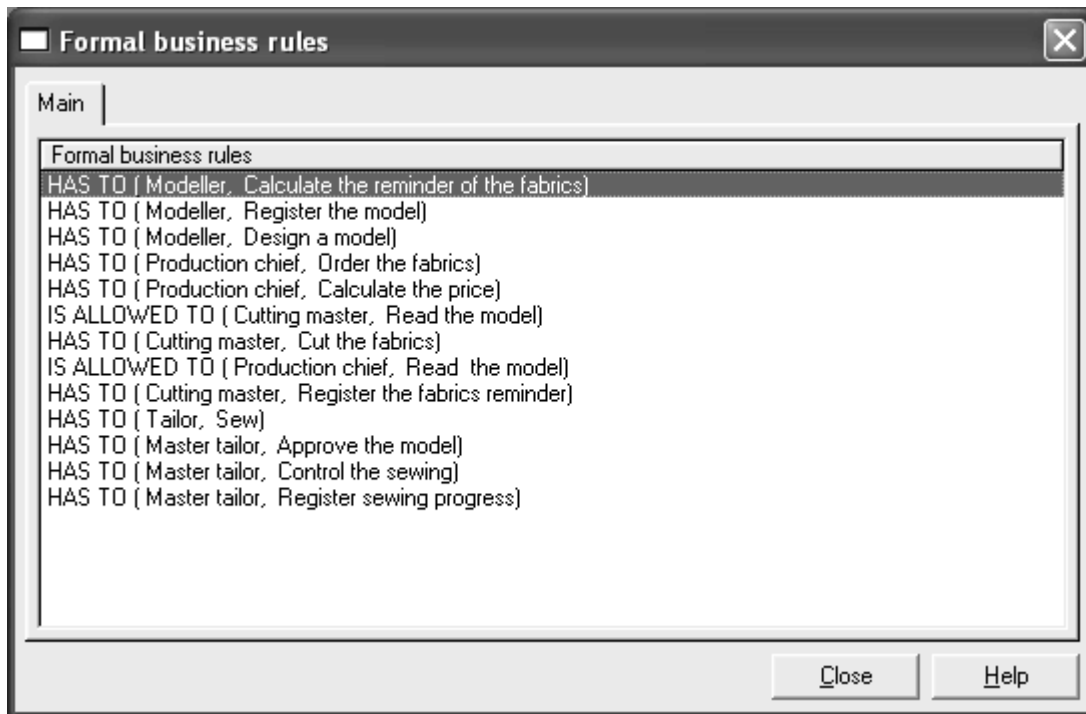 Formal business rules
Main
Formal business rules
HAS TO ( Modeller, Calculate the reminder of the fabrics)
HAS TO ( Modeller, Register the model)
HAS TO ( Modeller, Design a model)
HAS TO ( Production chief, Order the fabrics)
HAS TO ( Production chief, Calculate the price)
IS ALLOWED TO ( Cutting master, Read the model)
HAS TO ( Cutting master, Cut the fabrics)
IS ALLOWED TO ( Production chief, Read the model)
HAS TO ( Cutting master, Register the fabrics reminder)
HAS TO ( Tailor, Sew)
HAS TO ( Master tailor, Approve the model)
HAS TO ( Master tailor, Control the sewing)
HAS TO ( Master tailor, Register sewing progress)
Close Help